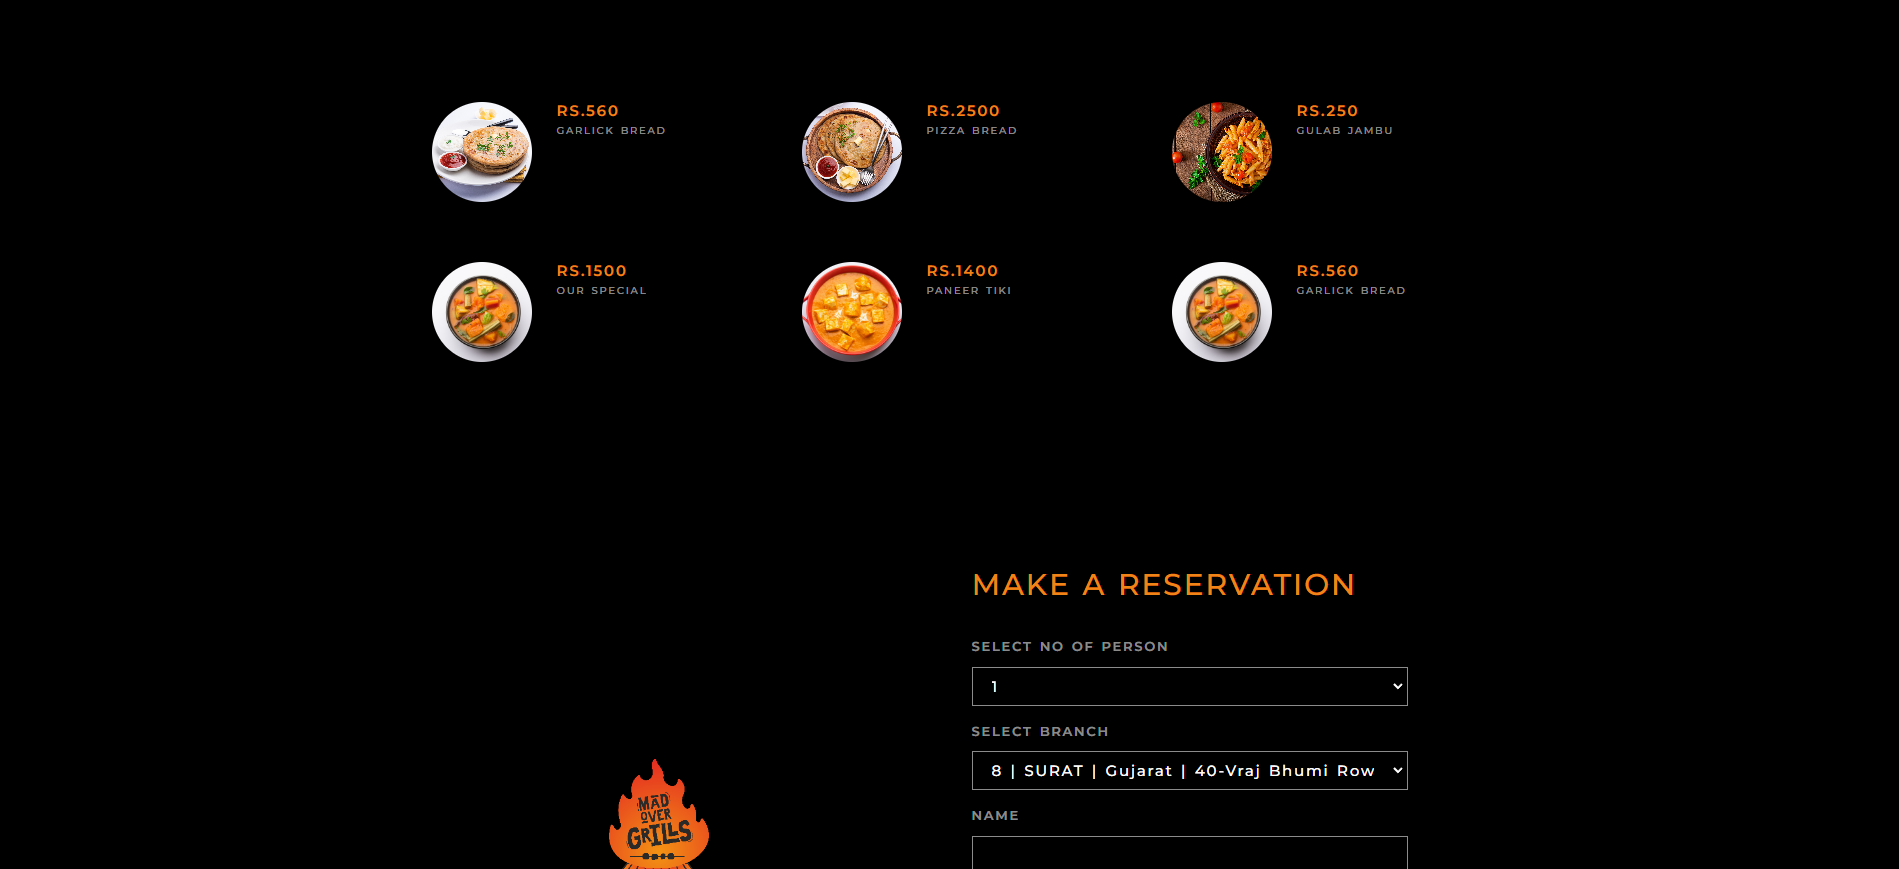 RS.560
GARLICK BREAD
RS.2500
PIZZA BREAD
RS.250
GULAB JAMBU
RS.1500
OUR SPECIAL
RS.1400
PANEER TIKI
RS.560
GARLICK BREAD
MAKE A RESERVATION
SELECT NO OF PERSON
1
SELECT BRANCH
8 | SURAT | Gujarat | 40-Vraj Bhumi Row
NAME
MAD
OVER
GRILLS